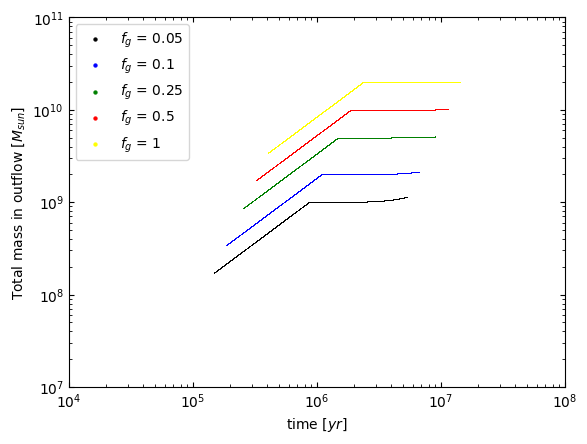 10^11
10^10
10^9
10^8
10^7
Total mass in outflow [M_sun]
f_g = 0.05
f_g = 0.1
f_g = 0.25
f_g = 0.5
f_g = 1
10^4 10^5 10^6 10^7 10^8
time [yr]